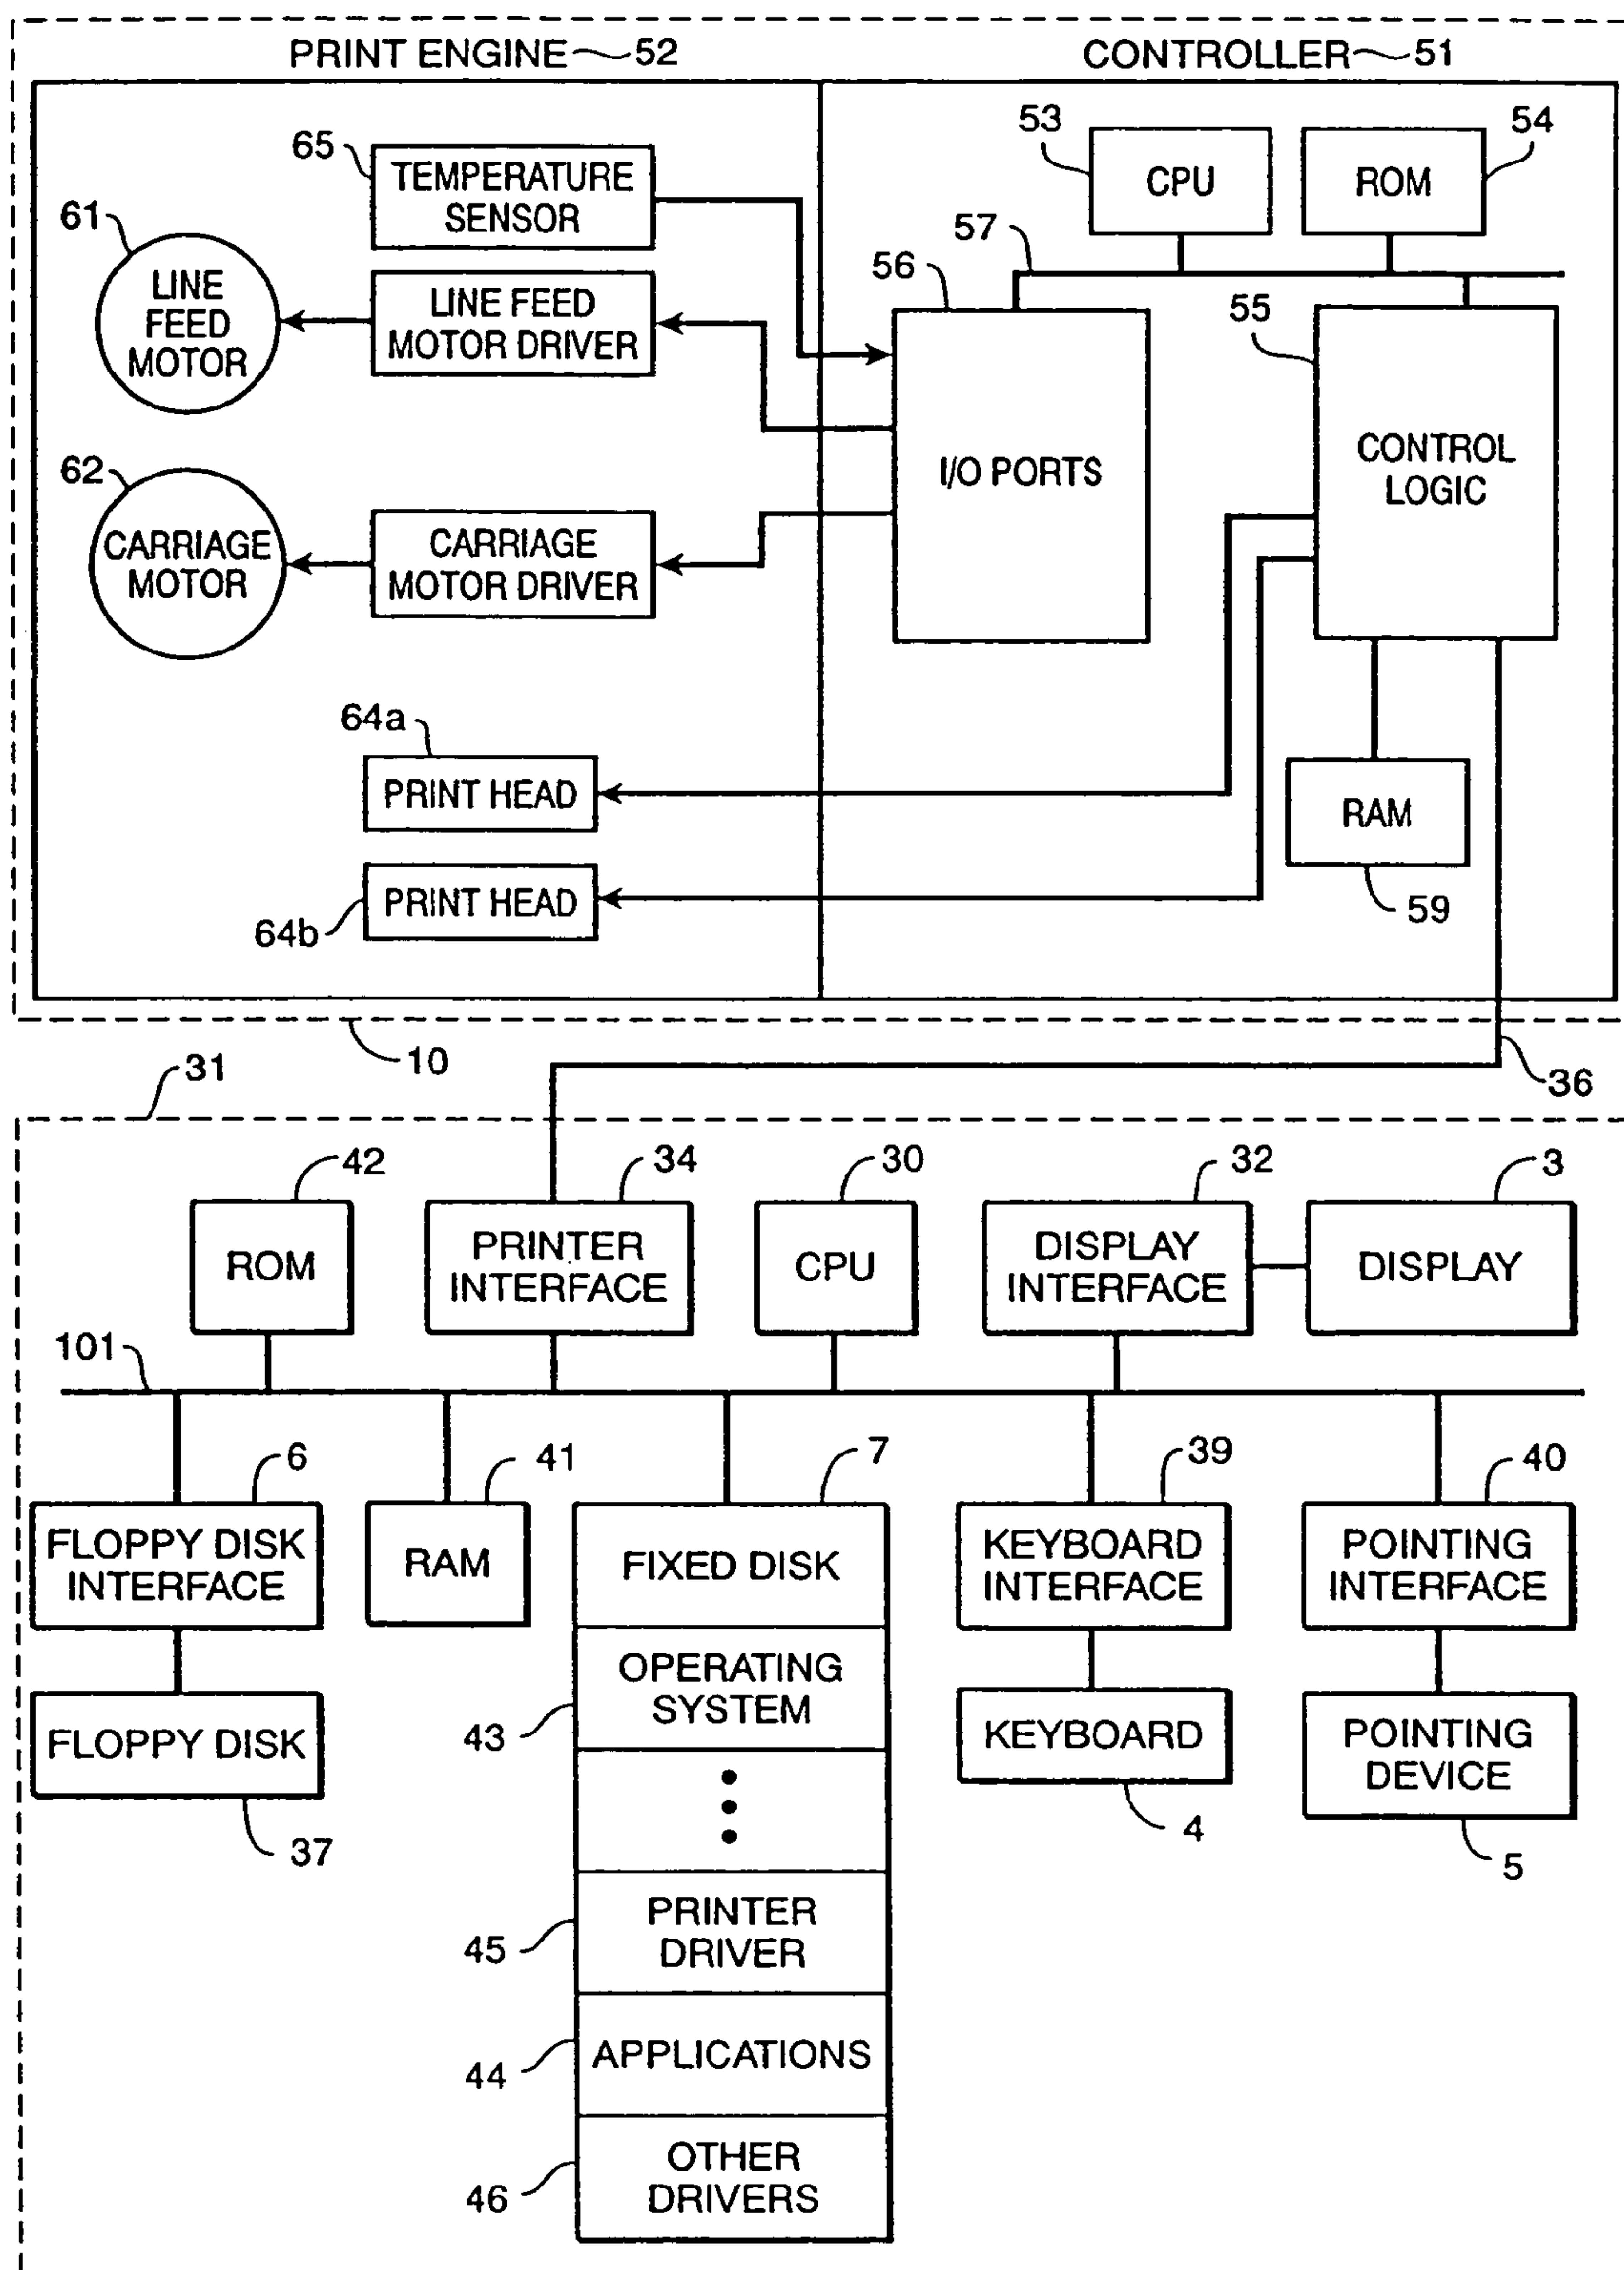 PRINT ENGINE 52
CONTROLLER 51
65
TEMPERATURE
SENSOR
53
CPU
54
ROM
61
LINE
FEED
MOTOR
LINE FEED
MOTOR DRIVER
57
56
I/O PORTS
55
CONTROL
LOGIC
62
CARRIAGE
MOTOR
CARRIAGE
MOTOR DRIVER
64a
PRINT HEAD
64b
PRINT HEAD
RAM
59
10
31
36
42
ROM
34
PRINTER
INTERFACE
30
CPU
32
DISPLAY
INTERFACE
3
DISPLAY
101
6
FLOPPY DISK
INTERFACE
41
RAM
7
FIXED DISK
39
KEYBOARD
INTERFACE
40
POINTING
INTERFACE
FLOPPY DISK
37
OPERATING
SYSTEM
43
KEYBOARD
4
POINTING
DEVICE
5
PRINTER
DRIVER
45
APPLICATIONS
44
OTHER
DRIVERS
46